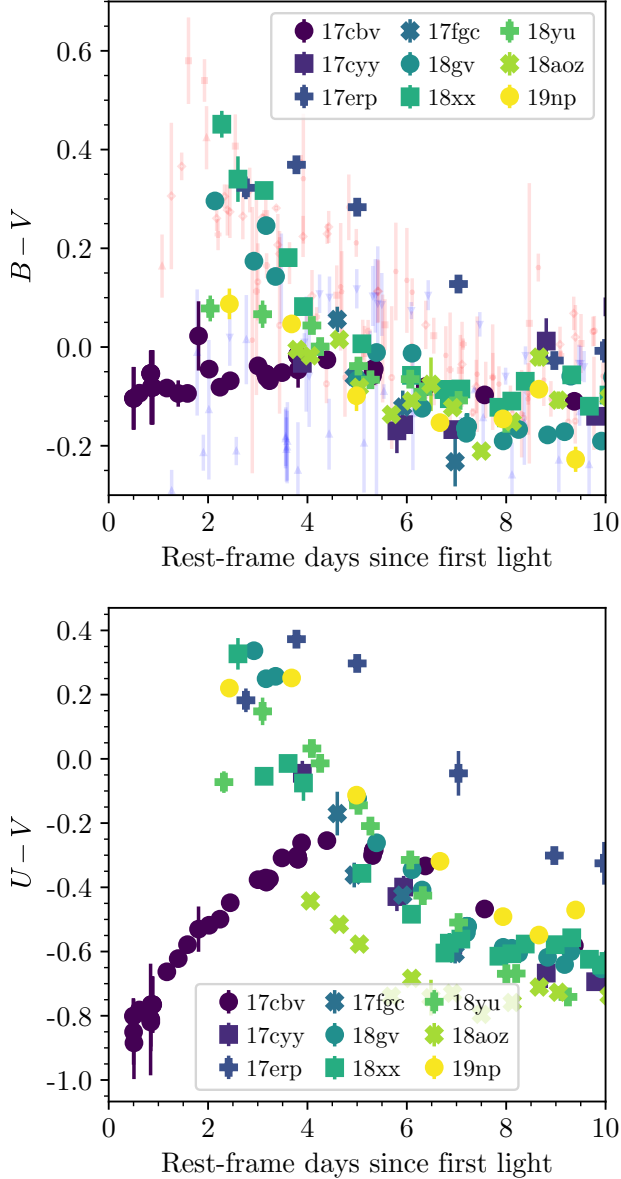 0.6
0.4
0.2
0.0
-0.2
B − V
17cbv 17fgc 18yu
17cyy 18gv 18aoz
17erp 18xx 19np
0 2 4 6 8 10
Rest-frame days since first light
0.4
0.2
0.0
-0.2
-0.4
-0.6
-0.8
-1.0
U − V
17cbv 17fgc 18yu
17cyy 18gv 18aoz
17erp 18xx 19np
0 2 4 6 8 10
Rest-frame days since first light